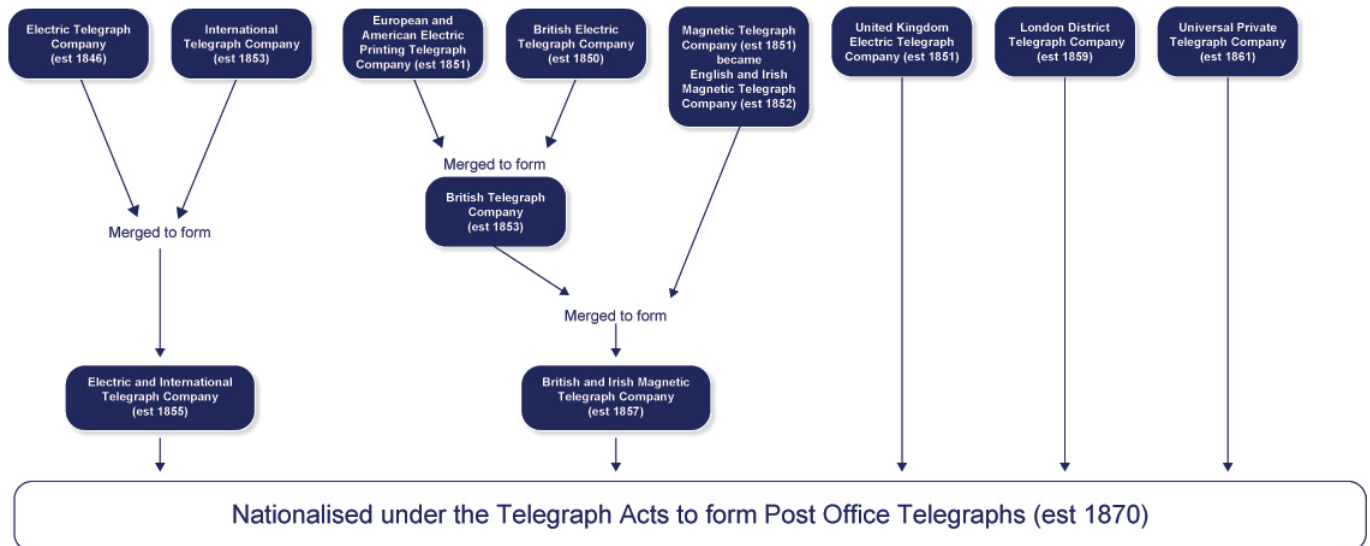 Electric Telegraph
Company
(est 1846)
International
Telegraph Company
(est 1853)
European and
American Electric
Printing Telegraph
Company (est 1851)
British Electric
Telegraph Company
(est 1850)
Magnetic Telegraph
Company (est 1851)
became
English and Irish
Magnetic Telegraph
Company (est 1852)
United Kingdom
Electric Telegraph
Company (est 1851)
London District
Telegraph Company
(est 1859)
Universal Private
Telegraph Company
(est 1861)
Merged to form
British Telegraph
Company
(est 1853)
Merged to form
Merged to form
Electric and International
Telegraph Company
(est 1855)
British and Irish Magnetic
Telegraph Company
(est 1857)
Nationalised under the Telegraph Acts to form Post Office Telegraphs (est 1870)